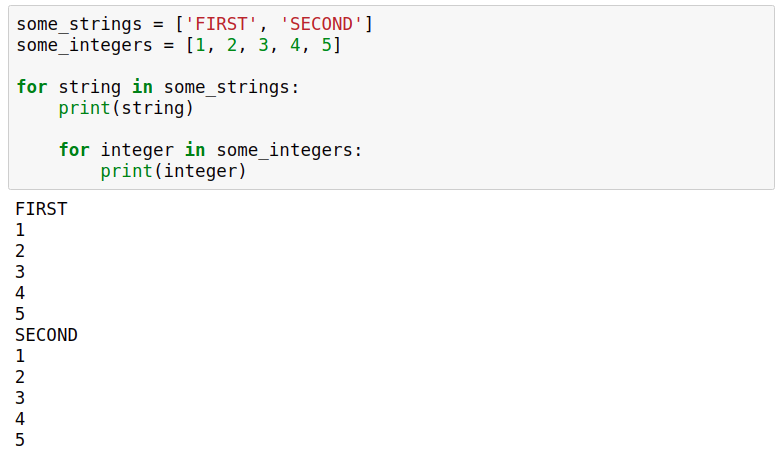 some_strings = ['FIRST', 'SECOND']
some_integers = [1, 2, 3, 4, 5]
for string in some_strings:
    print(string)
    for integer in some_integers:
        print(integer)
FIRST
1
2
3
4
5
SECOND
1
2
3
4
5